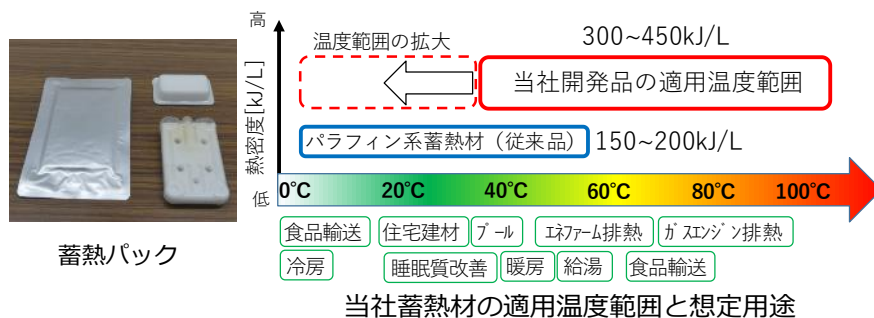 蓄熱パック
高
熱密度[kJ/L]
低
温度範囲の拡大
300~450kJ/L
当社開発品の適用温度範囲
パラフィン系蓄熱材（従来品）
150~200kJ/L
0℃ 20℃ 40℃ 60℃ 80℃ 100℃
食品輸送 住宅建材 プール エネファーム排熱 ガスエンジン排熱
冷房 睡眠質改善 暖房 給湯 食品輸送
当社蓄熱材の適用温度範囲と想定用途